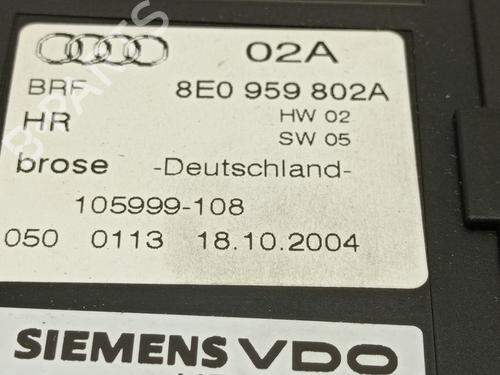 02A
BRF 8E0 959 802A
HR HW 02
SW 05
brose -Deutschland-
105999-108
050 0113 18.10.2004
SIEMENS VDO